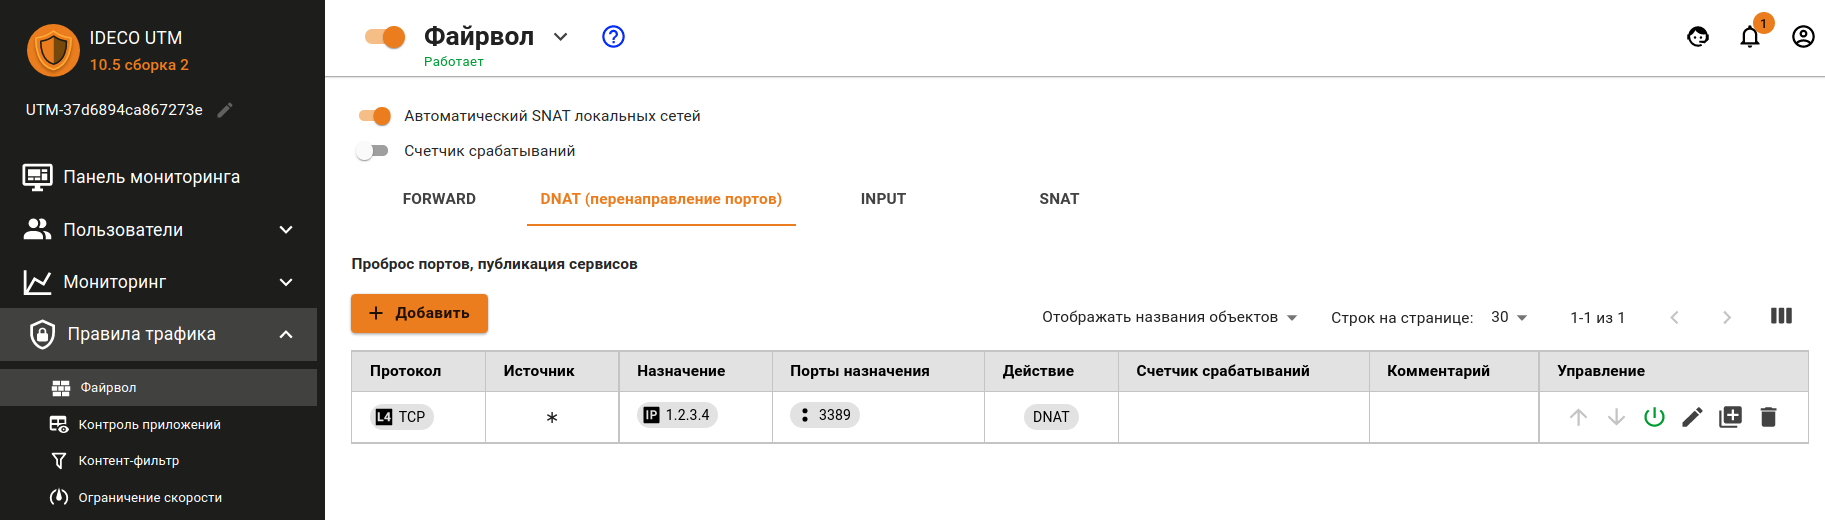 IDECO UTM
10.5 сборка 2
UTM-37d6894ca867273e
Панель мониторинга
Пользователи
Мониторинг
Правила трафика
Файрвол
Контроль приложений
Контент-фильтр
Ограничение скорости
Файрвол
Работает
?
1
Автоматический SNAT локальных сетей
Счетчик срабатываний
FORWARD DNAT (перенаправление портов) INPUT SNAT
Проброс портов, публикация сервисов
+ Добавить
Отображать названия объектов Строк на странице: 30 1-1 из 1
Протокол Источник Назначение Порты назначения Действие Счетчик срабатываний Комментарий Управление
L4 TCP * IP 1.2.3.4 : 3389 DNAT